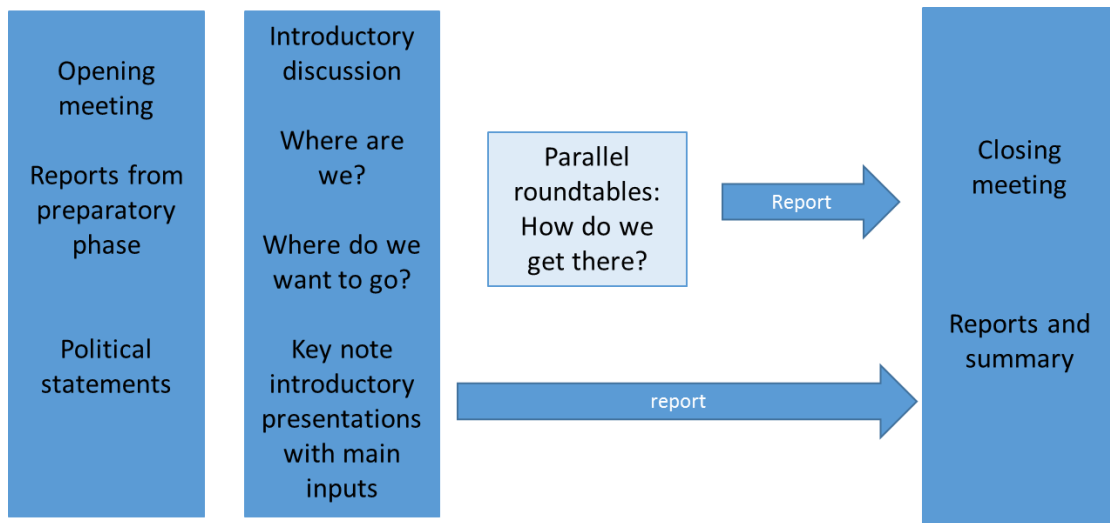 Opening
meeting
Reports from
preparatory
phase
Political
statements
Introductory
discussion
Where are
we?
Where do we
want to go?
Key note
introductory
presentations
with main
inputs
Parallel
roundtables:
How do we
get there?
Report
report
Closing
meeting
Reports and
summary